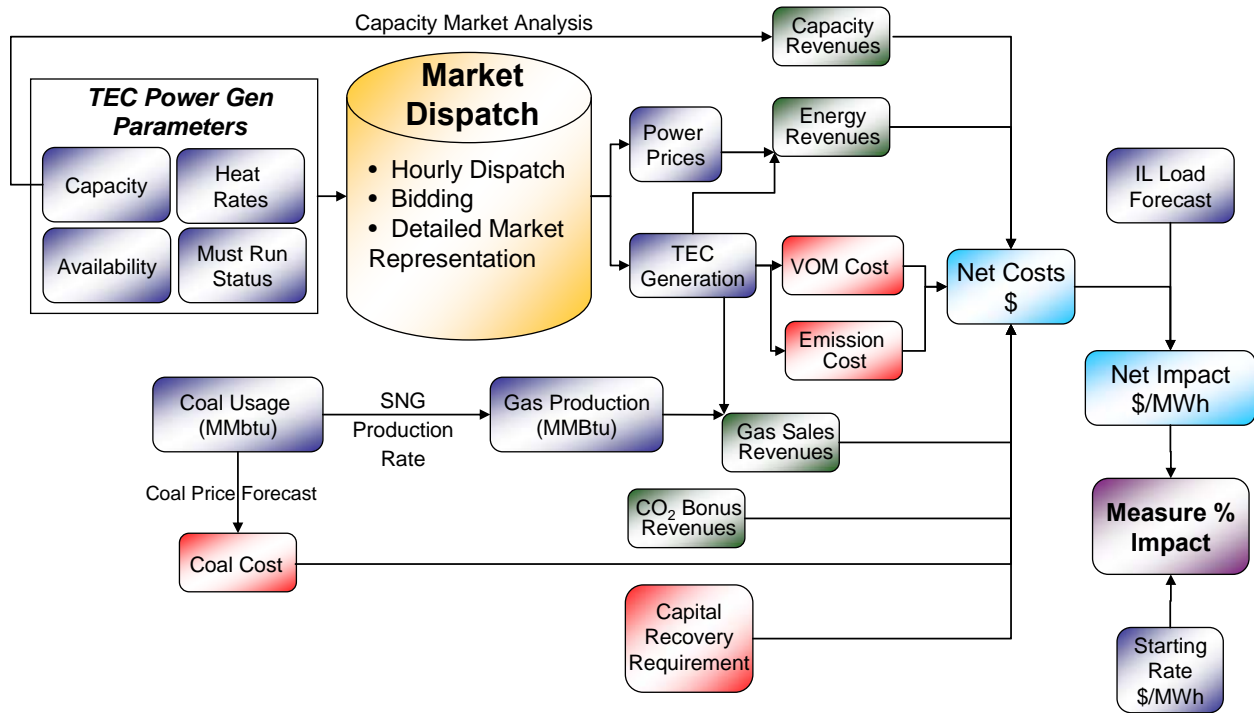 Capacity Market Analysis
Capacity
Revenues
TEC Power Gen
Parameters
Capacity
Heat
Rates
Availability
Must Run
Status
Market
Dispatch
• Hourly Dispatch
• Bidding
• Detailed Market
Representation
Power
Prices
Energy
Revenues
TEC
Generation
VOM Cost
Emission
Cost
Net Costs
$
IL Load
Forecast
Net Impact
$/MWh
Coal Usage
(MMbtu)
SNG
Production
Rate
Gas Production
(MMBtu)
Gas Sales
Revenues
Coal Price Forecast
CO₂ Bonus
Revenues
Coal Cost
Measure %
Impact
Capital
Recovery
Requirement
Starting
Rate
$/MWh